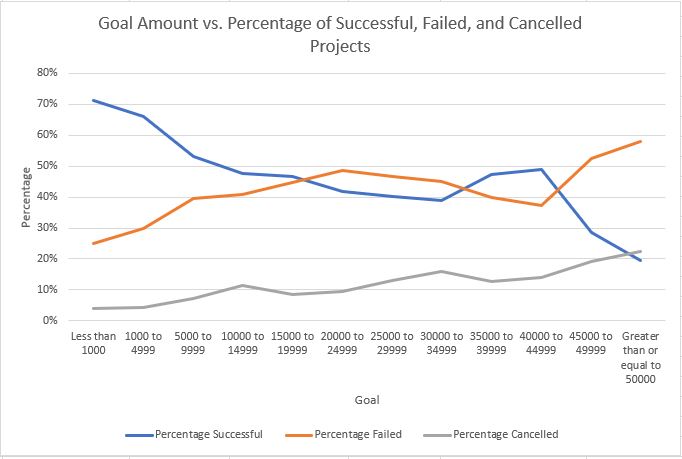 Goal Amount vs. Percentage of Successful, Failed, and Cancelled
Projects
80%
70%
60%
50%
40%
30%
20%
10%
0%
Percentage
Less than
1000
1000 to
4999
5000 to
9999
10000 to
14999
15000 to
19999
20000 to
24999
25000 to
29999
30000 to
34999
35000 to
39999
40000 to
44999
45000 to
49999
Greater
than or
equal to
50000
Goal
Percentage Successful
Percentage Failed
Percentage Cancelled